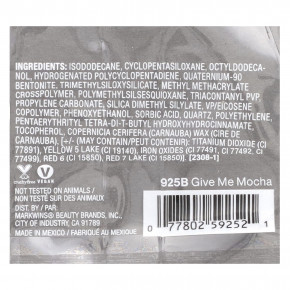 INGREDIENTS: ISODODECANE, CYCLOPENTASILOXANE, OCTYLDODECA-
NOL, HYDROGENATED POLYCYCLOPENTADIENE, QUATERNIUM-90
BENTONITE, TRIMETHYLSILOXYSILICATE, METHYL METHACRYLATE
CROSSPOLYMER, POLYMETHYLSILSESQUIOXANE, TRIACONTANYL PVP
PROPYLENE CARBONATE, SILICA DIMETHYL SILYLATE, VP/EICOSENE
COPOLYMER, PHENOXYETHANOL, SORBIC ACID, QUARTZ, POLYETHYLENE,
PENTAERYTHRITYL TETRA-DI-T-BUTYL HYDROXYHYDROCINNAMATE,
TOCOPHEROL, COPERNICIA CERIFERA (CARNAUBA) WAX (CIRE DE
CARNAUBA), [+/- (MAY CONTAIN/PEUT CONTENIR): TITANIUM DIOXIDE (CI
77891), YELLOW 5 LAKE (CI 19140), IRON OXIDES (CI 77491, CI 77492, CI
77499), RED 6 (CI 15850), RED 7 LAKE (CI 15850)] [2308-1]
VEGAN
NOT TESTED ON ANIMALS /
NON TESTÉ SUR DES ANIMAUX
DIST. BY / PAR
MARKWINS® BEAUTY BRANDS, INC.
CITY OF INDUSTRY, CA 91789
MADE IN MEXICO / FABRIQUÉ AU MEXIQUE
925B Give Me Mocha
0 77802 59252 1